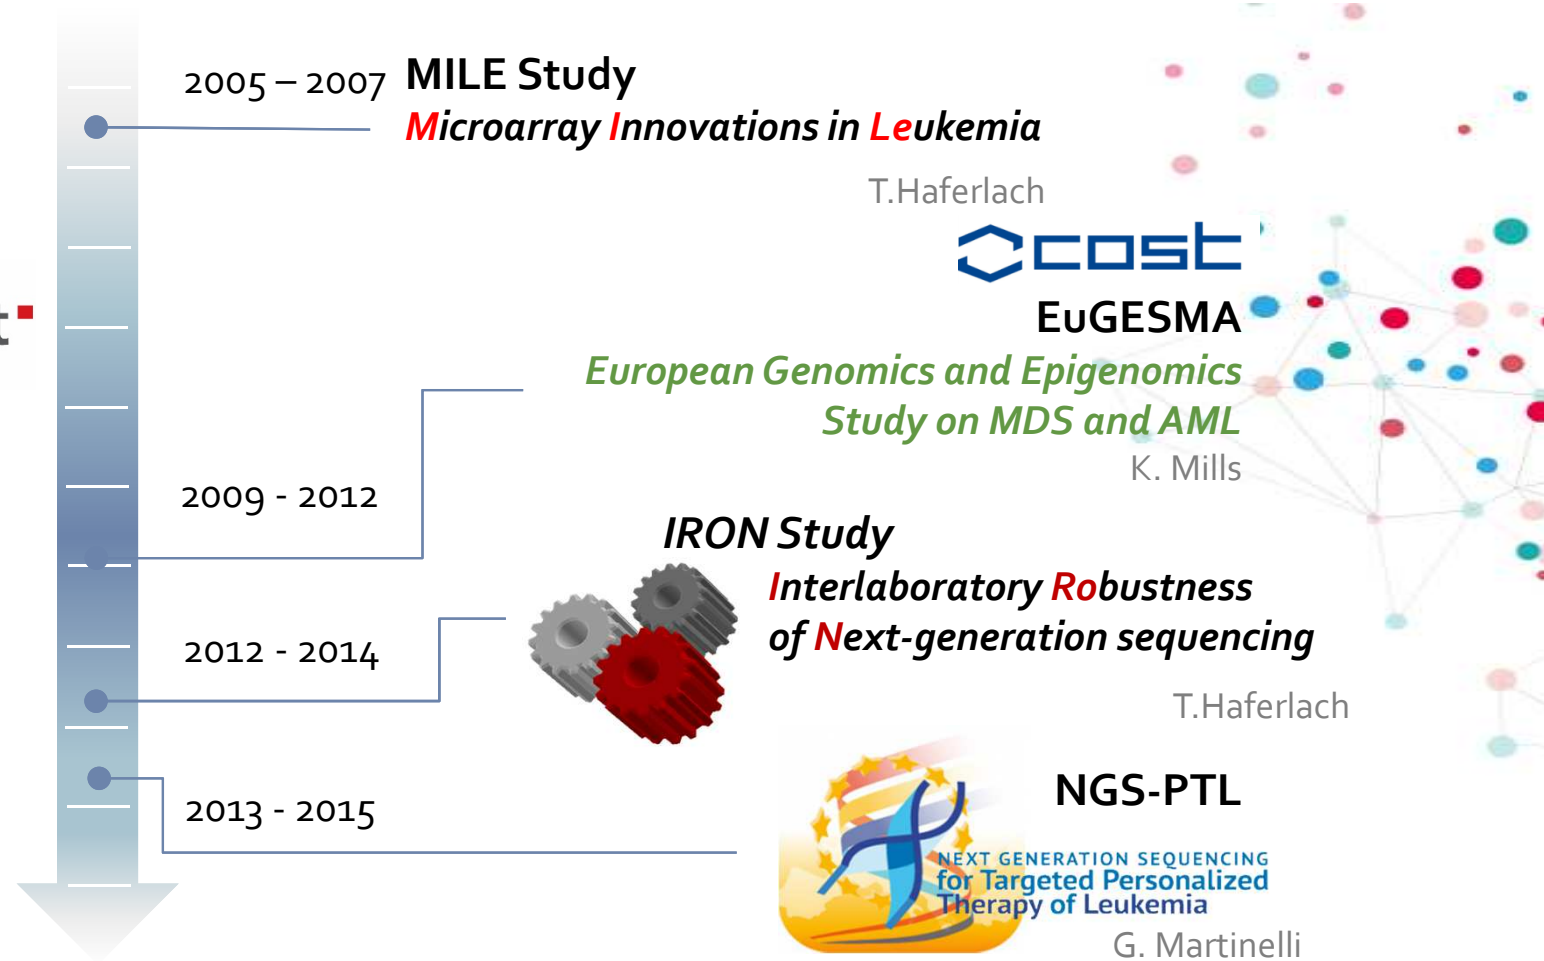 2005 – 2007 MILE Study
Microarray Innovations in Leukemia
T.Haferlach
cost
EuGESMA
European Genomics and Epigenomics
Study on MDS and AML
K. Mills
2009 - 2012
IRON Study
Interlaboratory Robustness
of Next-generation sequencing
2012 - 2014
T.Haferlach
NGS-PTL
2013 - 2015
NEXT GENERATION SEQUENCING
for Targeted Personalized
Therapy of Leukemia
G. Martinelli